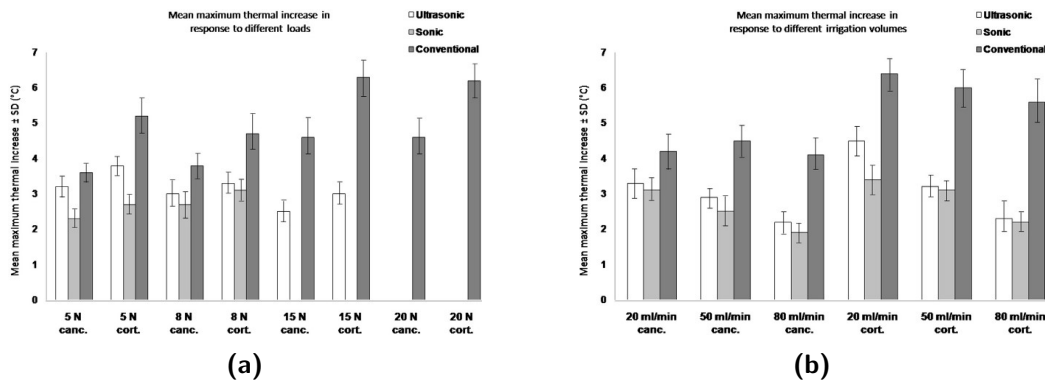 Mean maximum thermal increase in
response to different loads
Ultrasonic
Sonic
Conventional
Mean maximum thermal increase ± SD (°C)
7
6
5
4
3
2
1
0
5 N
canc.
5 N
cort.
8 N
canc.
8 N
cort.
15 N
canc.
15 N
cort.
20 N
canc.
20 N
cort.
(a)
Mean maximum thermal increase in
response to different irrigation volumes
Ultrasonic
Sonic
Conventional
Mean maximum thermal increase ± SD (°C)
7
6
5
4
3
2
1
0
20 ml/min
canc.
50 ml/min
canc.
80 ml/min
canc.
20 ml/min
cort.
50 ml/min
cort.
80 ml/min
cort.
(b)